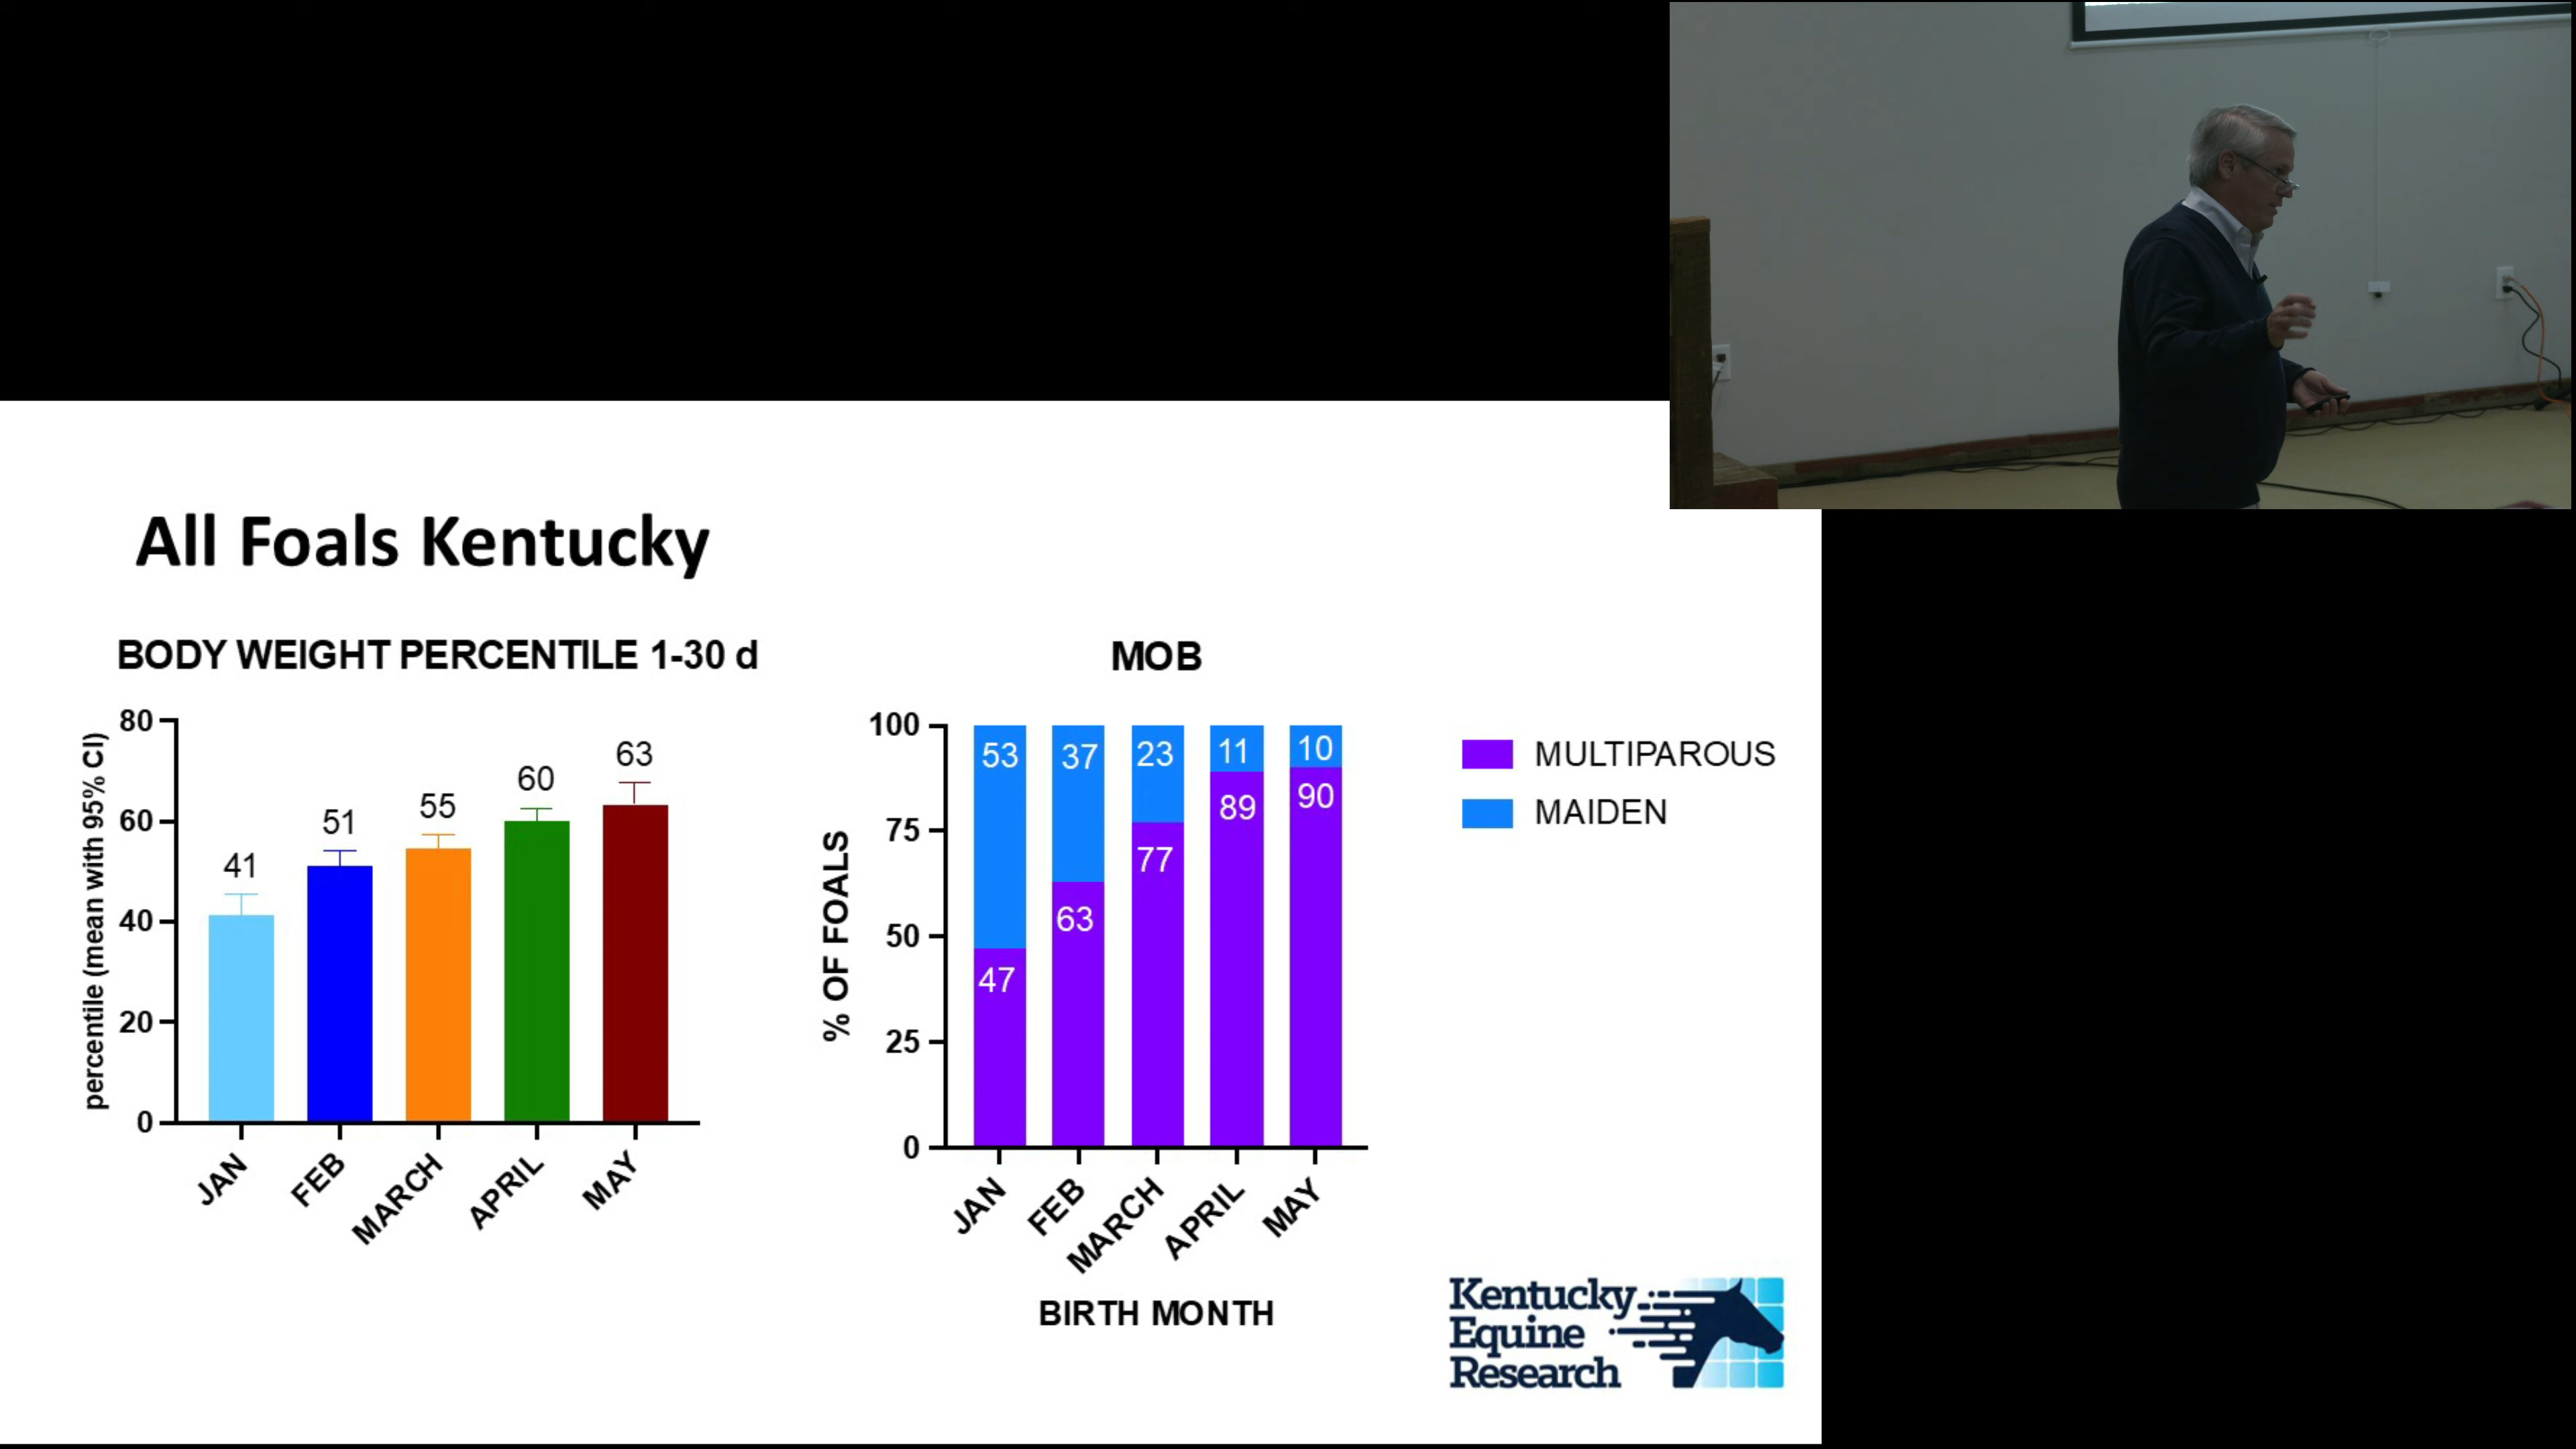 All Foals Kentucky
BODY WEIGHT PERCENTILE 1-30 d
percentile (mean with 95% CI)
80
60
40
20
0
41
51
55
60
63
JAN
FEB
MARCH
APRIL
MAY
MOB
% OF FOALS
100
75
50
25
0
53
37
23
11
10
47
63
77
89
90
JAN
FEB
MARCH
APRIL
MAY
BIRTH MONTH
MULTIPAROUS
MAIDEN
Kentucky
Equine
Research